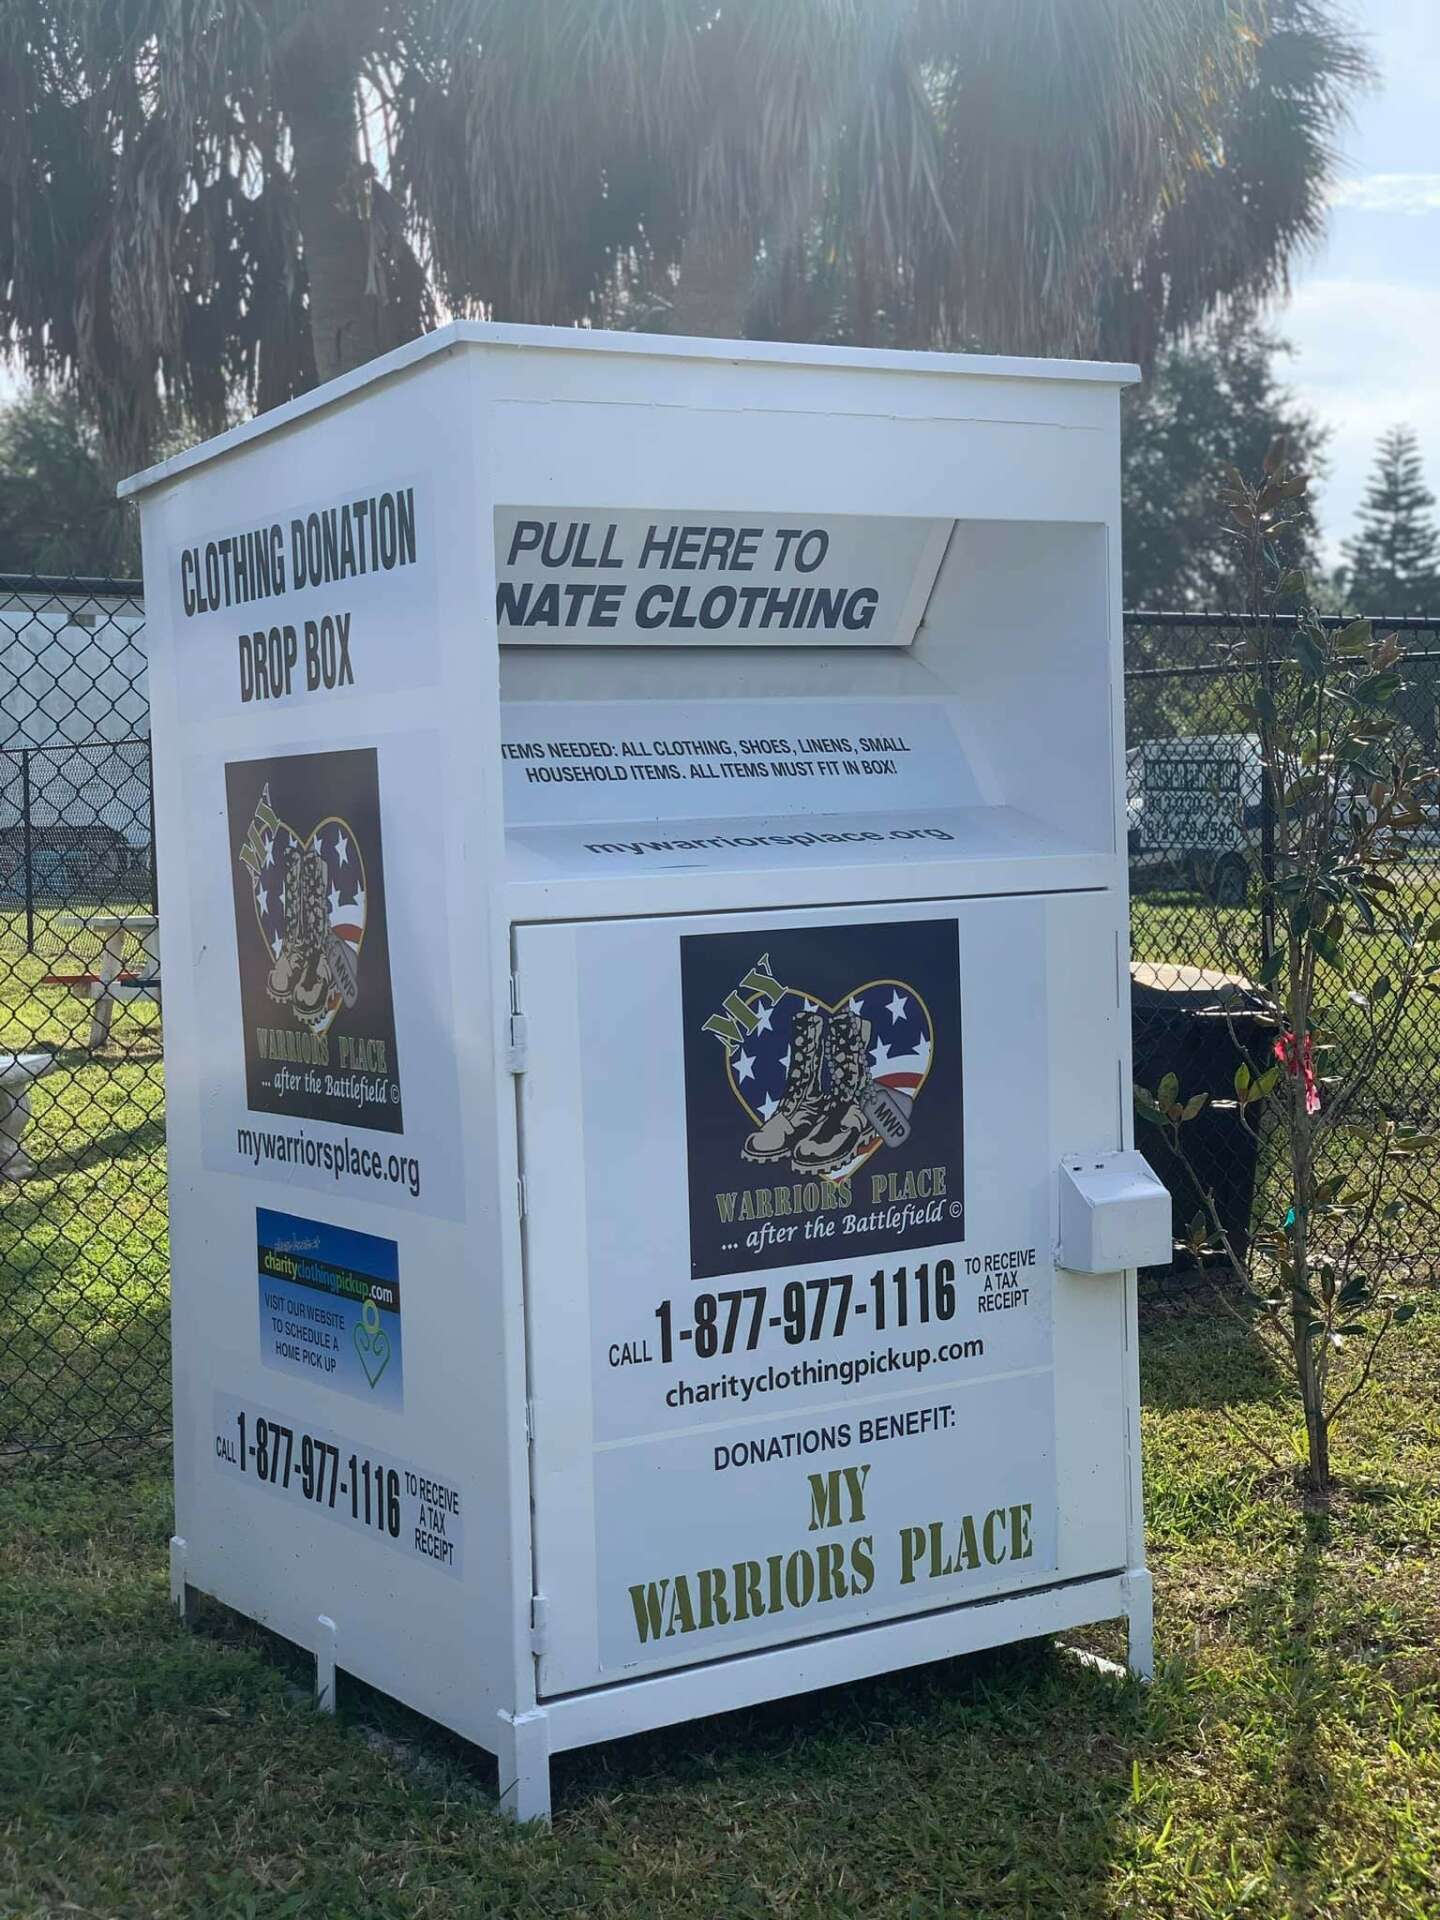 CLOTHING DONATION
DROP BOX
MY
WARRIORS PLACE
... after the Battlefield ©
MWP
mywarriorsplace.org
charityclothingpickup.com
VISIT OUR WEBSITE
TO SCHEDULE A
HOME PICK UP
CALL 1-877-977-1116 TO RECEIVE
A TAX
RECEIPT
PULL HERE TO
NATE CLOTHING
TEMS NEEDED: ALL CLOTHING, SHOES, LINENS, SMALL
HOUSEHOLD ITEMS. ALL ITEMS MUST FIT IN BOX!
mywarriorsplace.org
MY
MWP
WARRIORS PLACE
... after the Battlefield ©
CALL 1-877-977-1116 TO RECEIVE
A TAX
RECEIPT
charityclothingpickup.com
DONATIONS BENEFIT:
MY
WARRIORS PLACE